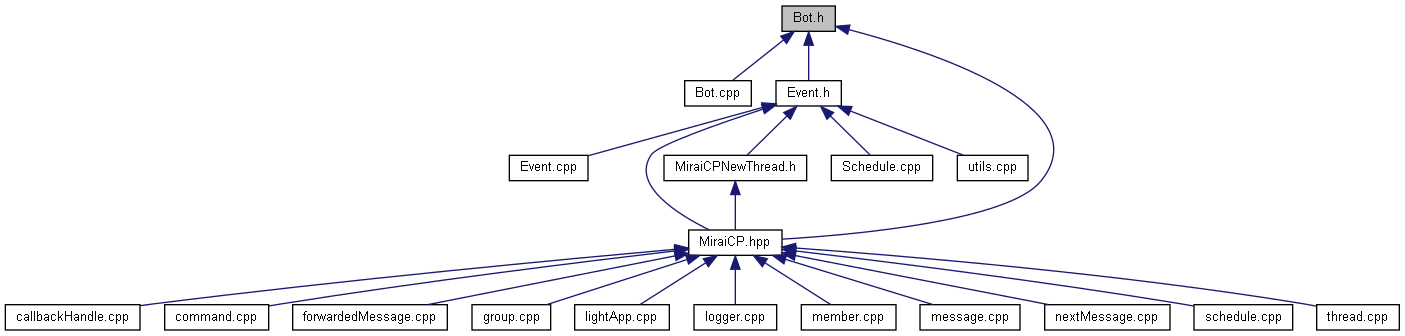 Bot.h
Bot.cpp
Event.h
Event.cpp
MiraiCPNewThread.h
Schedule.cpp
utils.cpp
MiraiCP.hpp
callbackHandle.cpp
command.cpp
forwardedMessage.cpp
group.cpp
lightApp.cpp
logger.cpp
member.cpp
message.cpp
nextMessage.cpp
schedule.cpp
thread.cpp